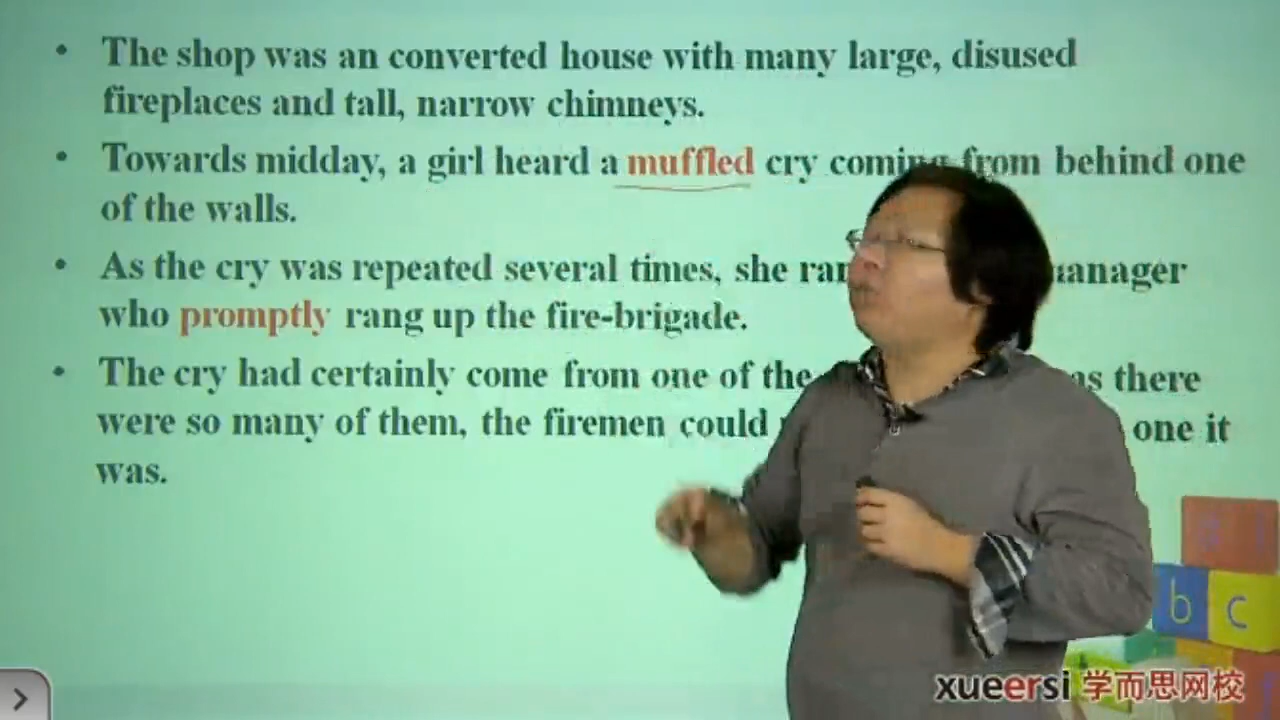 The shop was an converted house with many large, disused
fireplaces and tall, narrow chimneys.
Towards midday, a girl heard a muffled cry coming from behind one
of the walls.
As the cry was repeated several times, she ran manager
who promptly rang up the fire-brigade.
The cry had certainly come from one of the as there
were so many of them, the firemen could one it
was.
b c
xueersi 学而思网校